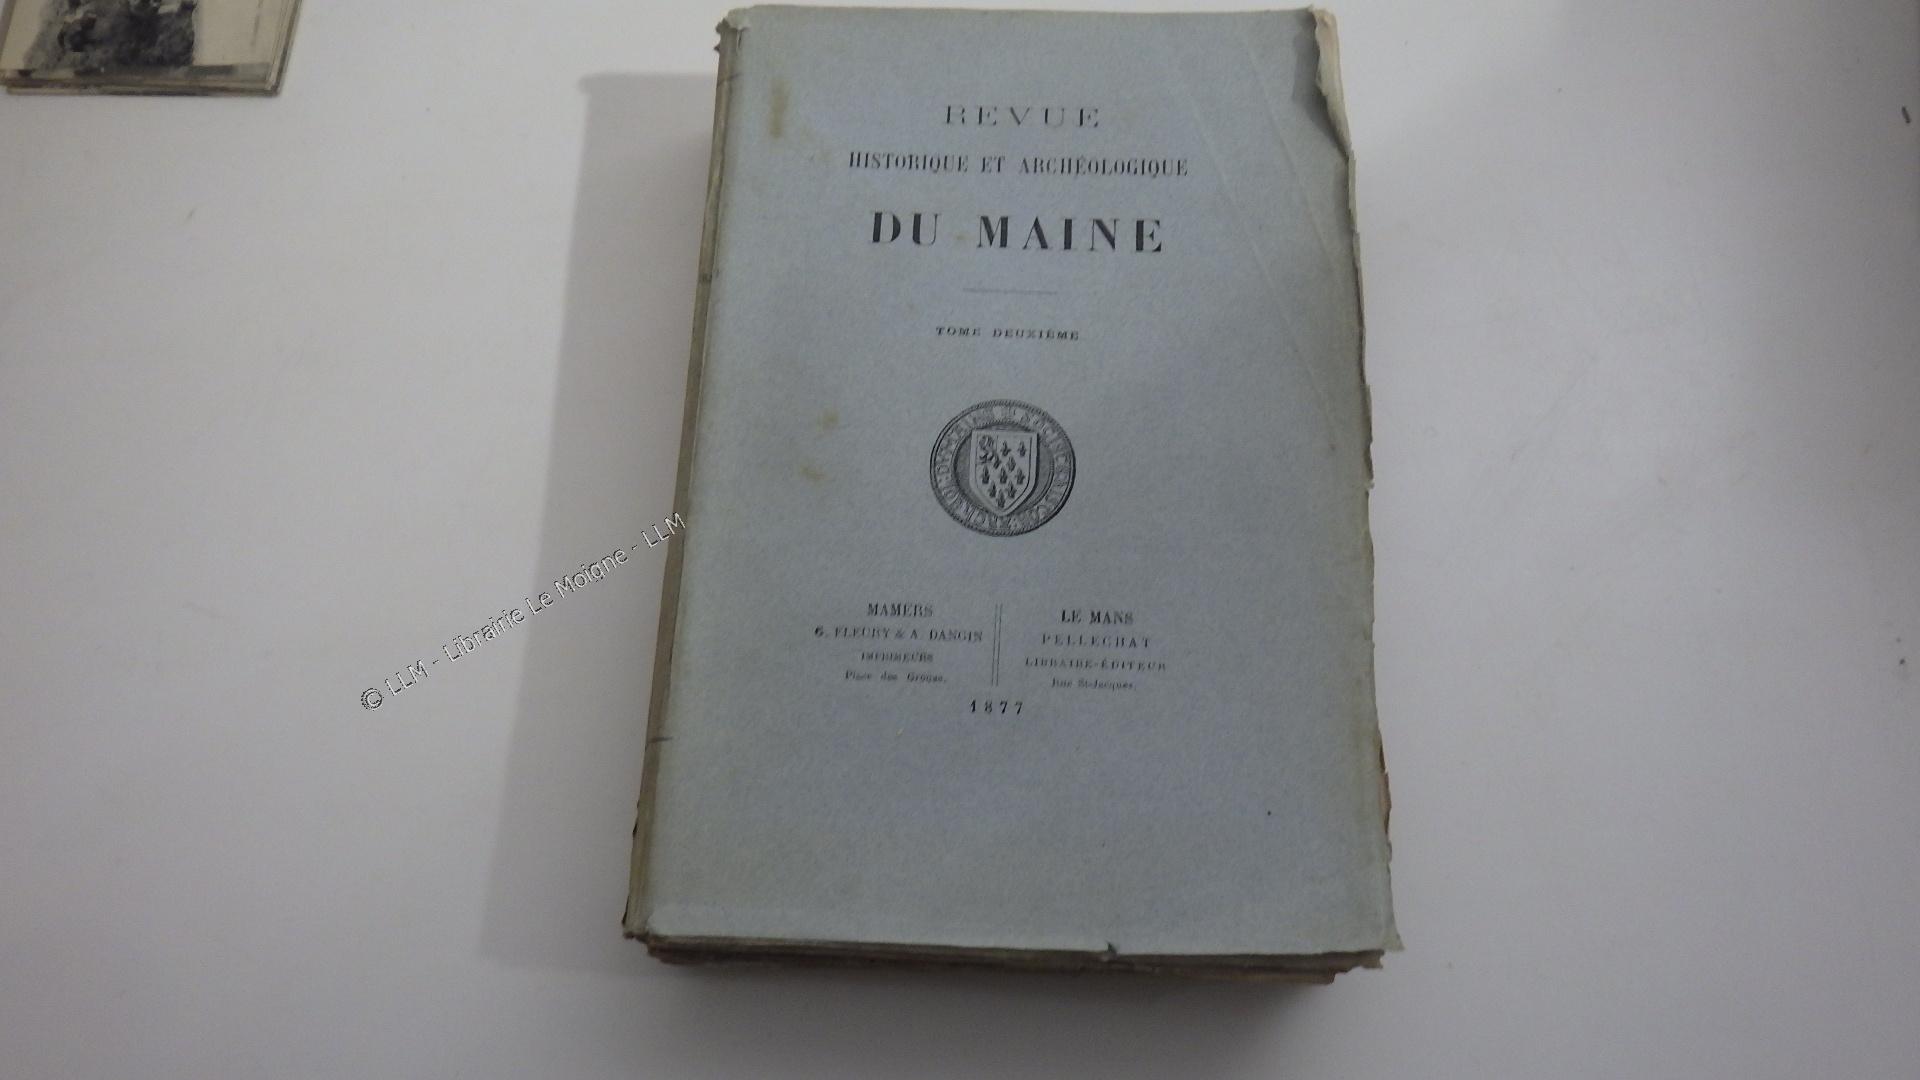 REVUE
HISTORIQUE ET ARCHÉOLOGIQUE
DU MAINE
TOME DEUXIÈME
MAMERS
G. FLEURY & A. DANGIN
IMPRIMEURS
Place des Grouas.
LE MANS
PELLECHAT
LIBRAIRE-ÉDITEUR
Rue St-Jacques.
1877
© LLM - Librairie Le Moigne - LLM